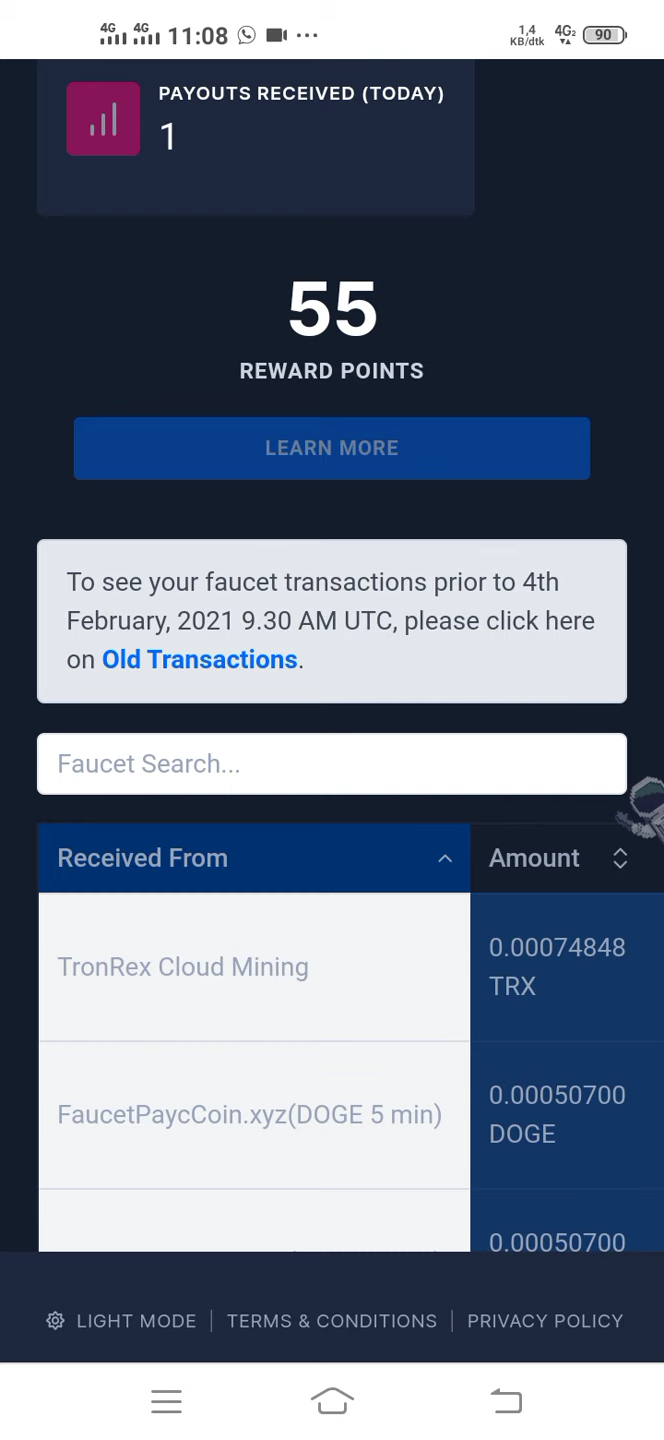 4G 4G 11:08 1,4 KB/dtk 4G2 90
PAYOUTS RECEIVED (TODAY)
1
55
REWARD POINTS
LEARN MORE
To see your faucet transactions prior to 4th
February, 2021 9.30 AM UTC, please click here
on Old Transactions.
Faucet Search...
Received From Amount
TronRex Cloud Mining 0.00074848
TRX
FaucetPaycCoin.xyz(DOGE 5 min) 0.00050700
DOGE
0.00050700
LIGHT MODE | TERMS & CONDITIONS | PRIVACY POLICY